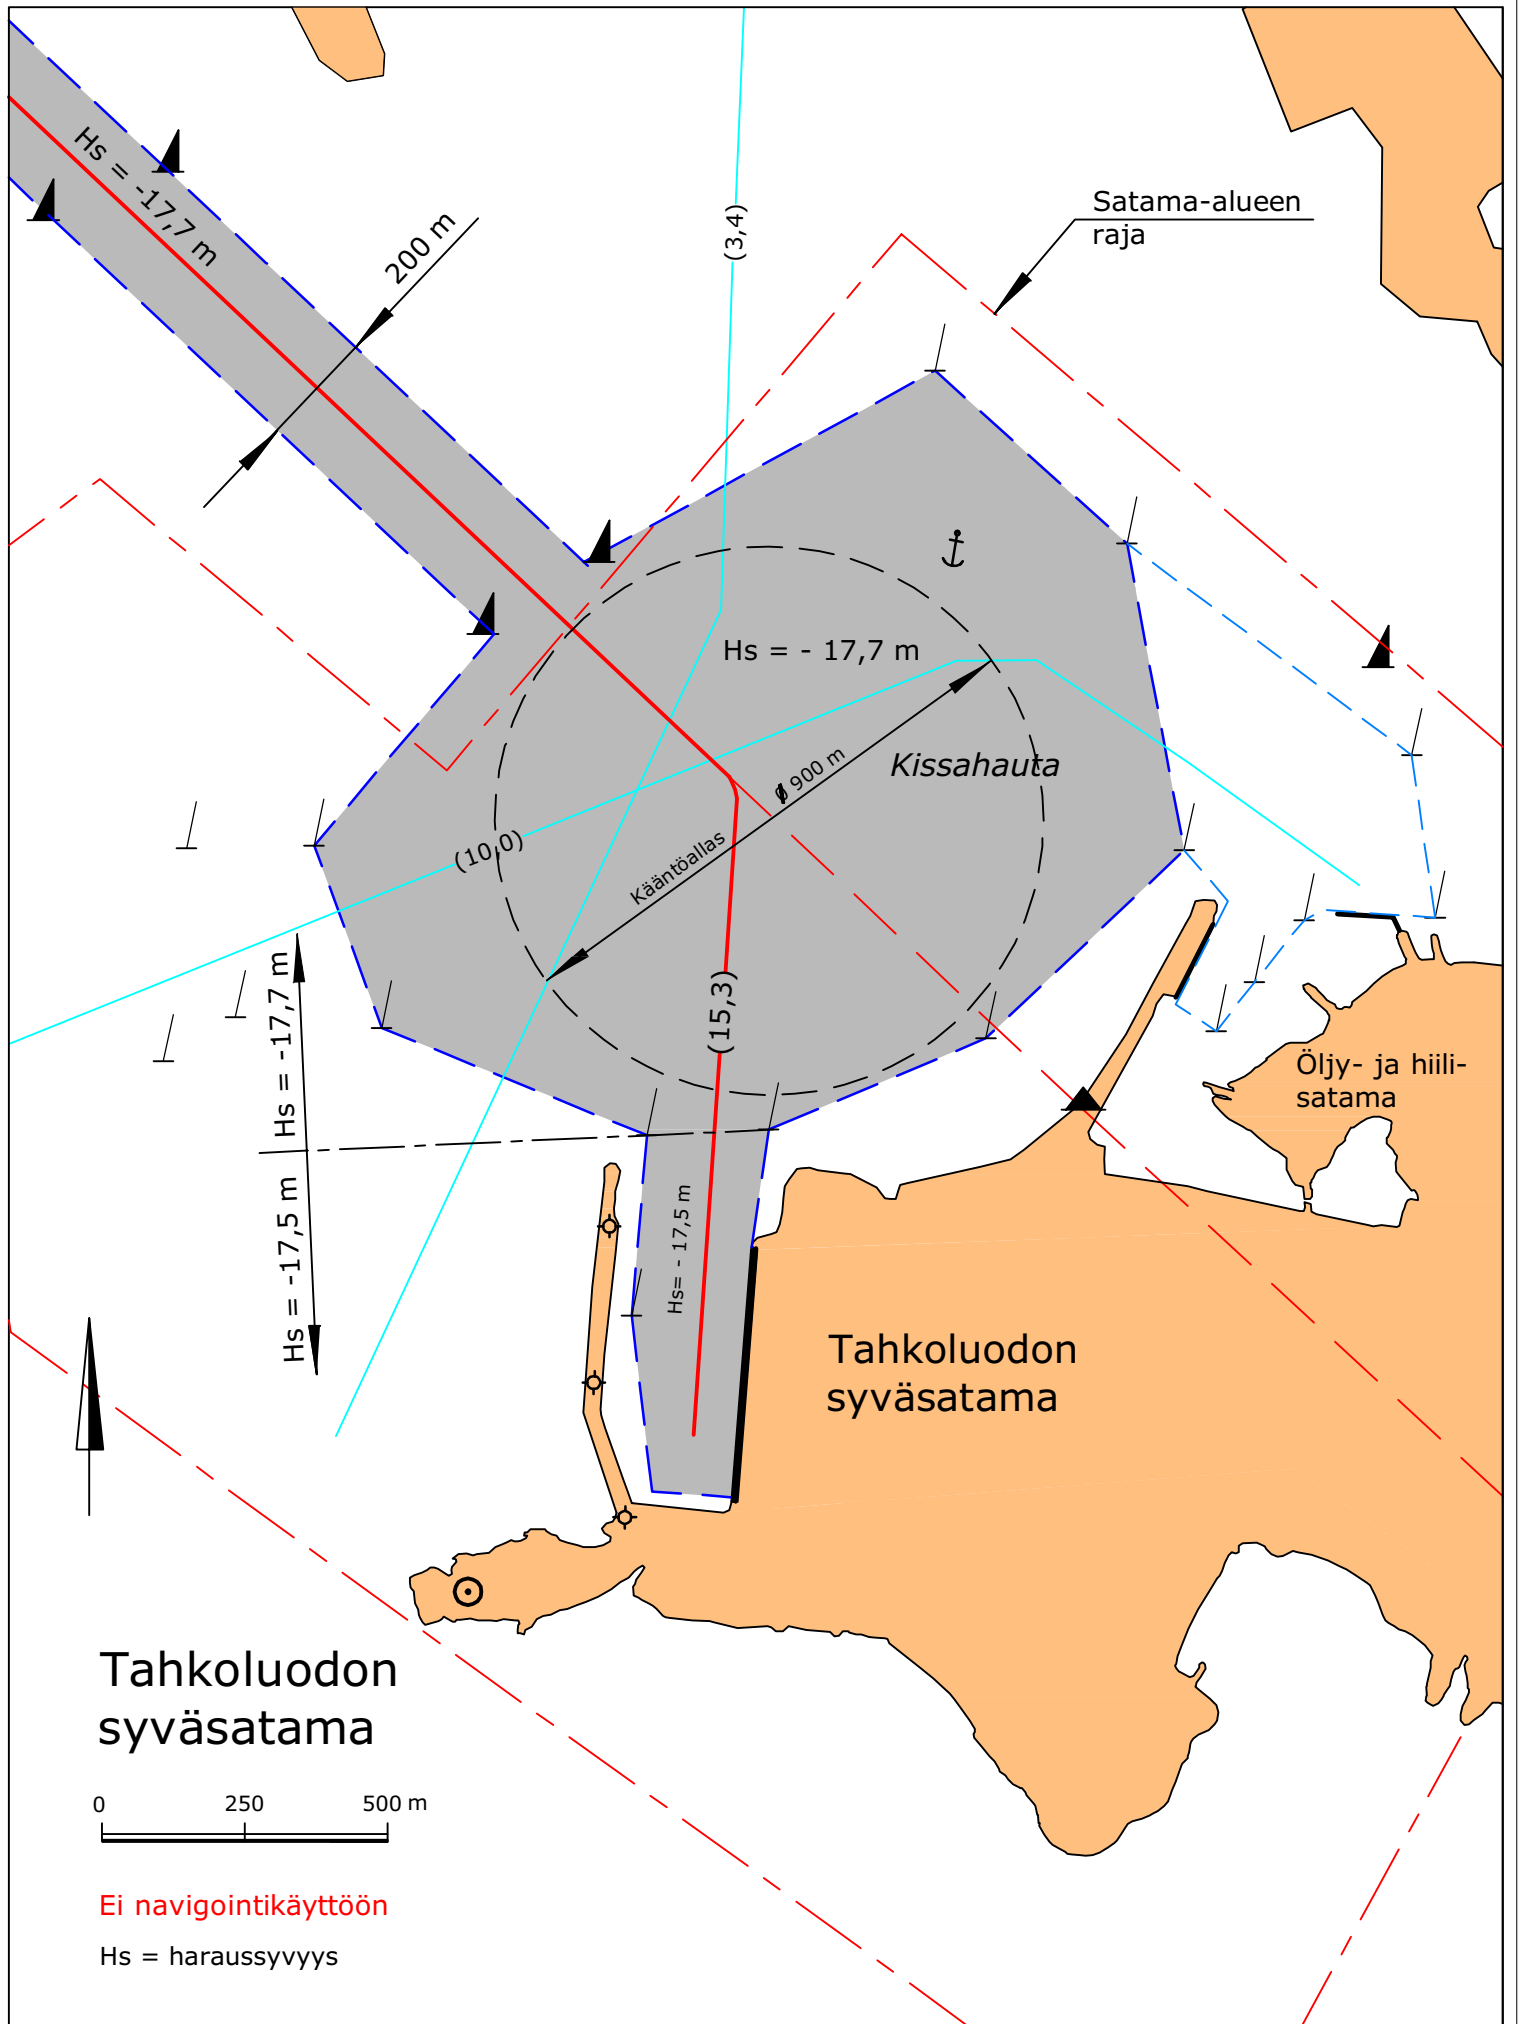 Hs = -17,7 m
200 m
(3,4)
Satama-alueen
raja
Hs = - 17,7 m
Kissahauta
ø 900 m
Kääntöallas
(10,0)
(15,3)
Hs = -17,7 m
Hs = -17,5 m
Hs= - 17,5 m
Öljy- ja hiili-
satama
Tahkoluodon
syväsatama
Tahkoluodon
syväsatama
0 250 500 m
Ei navigointikäyttöön
Hs = haraussyvyys